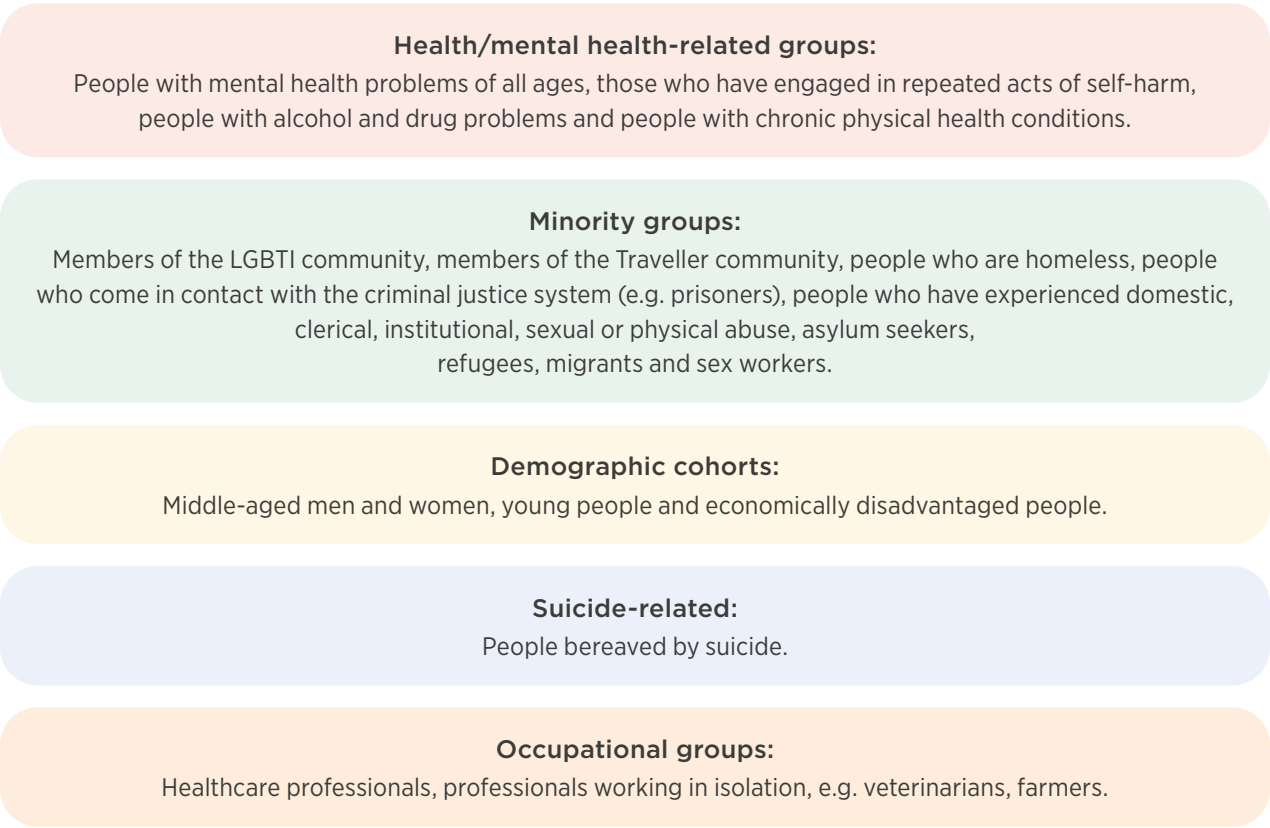 Health/mental health-related groups:
People with mental health problems of all ages, those who have engaged in repeated acts of self-harm,
people with alcohol and drug problems and people with chronic physical health conditions.
Minority groups:
Members of the LGBTI community, members of the Traveller community, people who are homeless, people
who come in contact with the criminal justice system (e.g. prisoners), people who have experienced domestic,
clerical, institutional, sexual or physical abuse, asylum seekers,
refugees, migrants and sex workers.
Demographic cohorts:
Middle-aged men and women, young people and economically disadvantaged people.
Suicide-related:
People bereaved by suicide.
Occupational groups:
Healthcare professionals, professionals working in isolation, e.g. veterinarians, farmers.